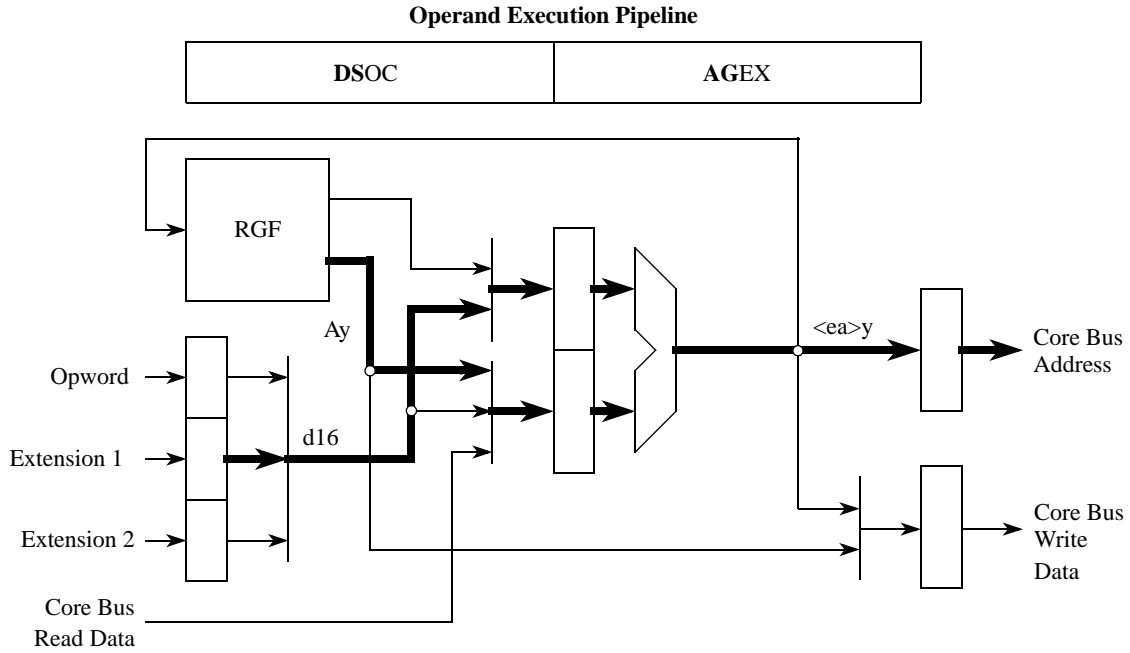 Operand Execution Pipeline
DSOC
AGEX
RGF
Ay
<ea>y
Core Bus
Address
Opword
d16
Extension 1
Extension 2
Core Bus
Write
Data
Core Bus
Read Data